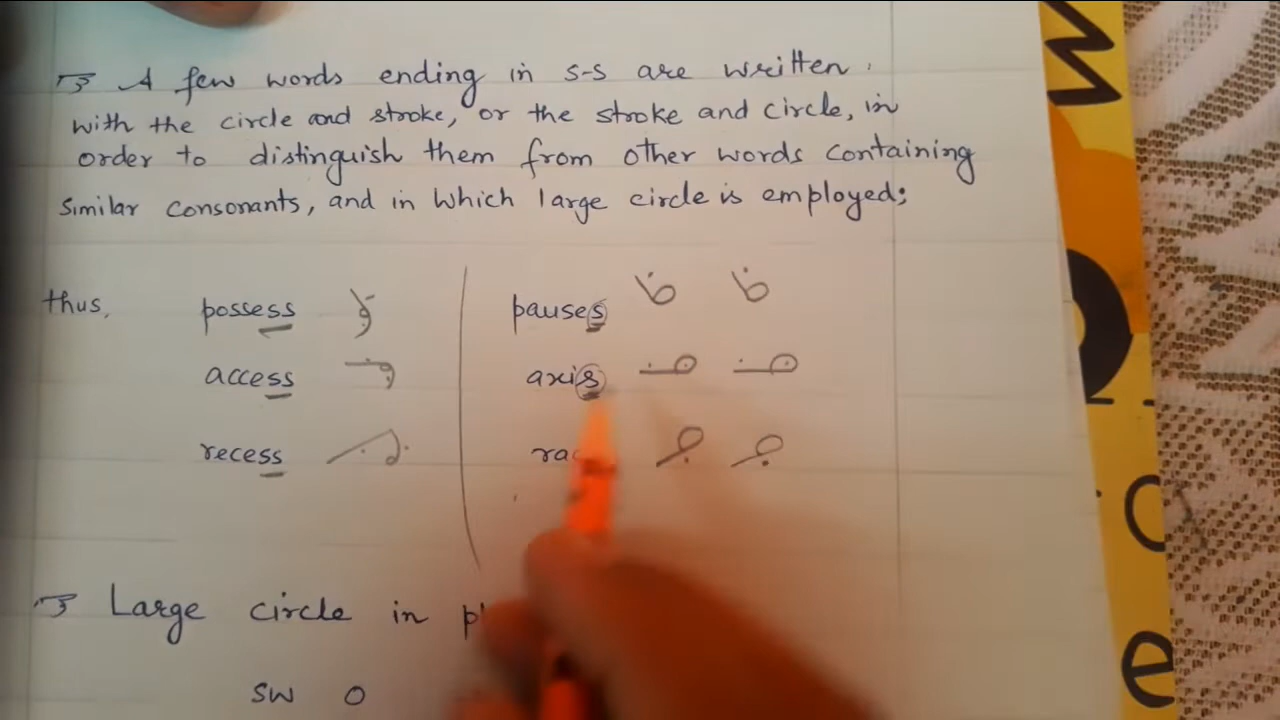 A few words ending in s-s are written
with the circle and stroke, or the stroke and circle, in
order to distinguish them from other words containing
similar consonants, and in which large circle is employed;
thus, possess pauses
access axis
recess
Large circle in
SW